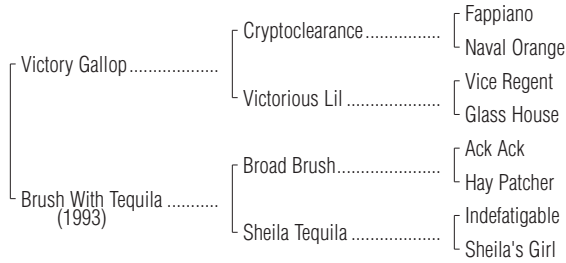 Fappiano
Cryptoclearance.................
Naval Orange
Victory Gallop...................
Vice Regent
Victorious Lil .....................
Glass House
Ack Ack
Broad Brush.......................
Hay Patcher
Brush With Tequila ...........
(1993)
Indefatigable
Sheila Tequila ....................
Sheila's Girl